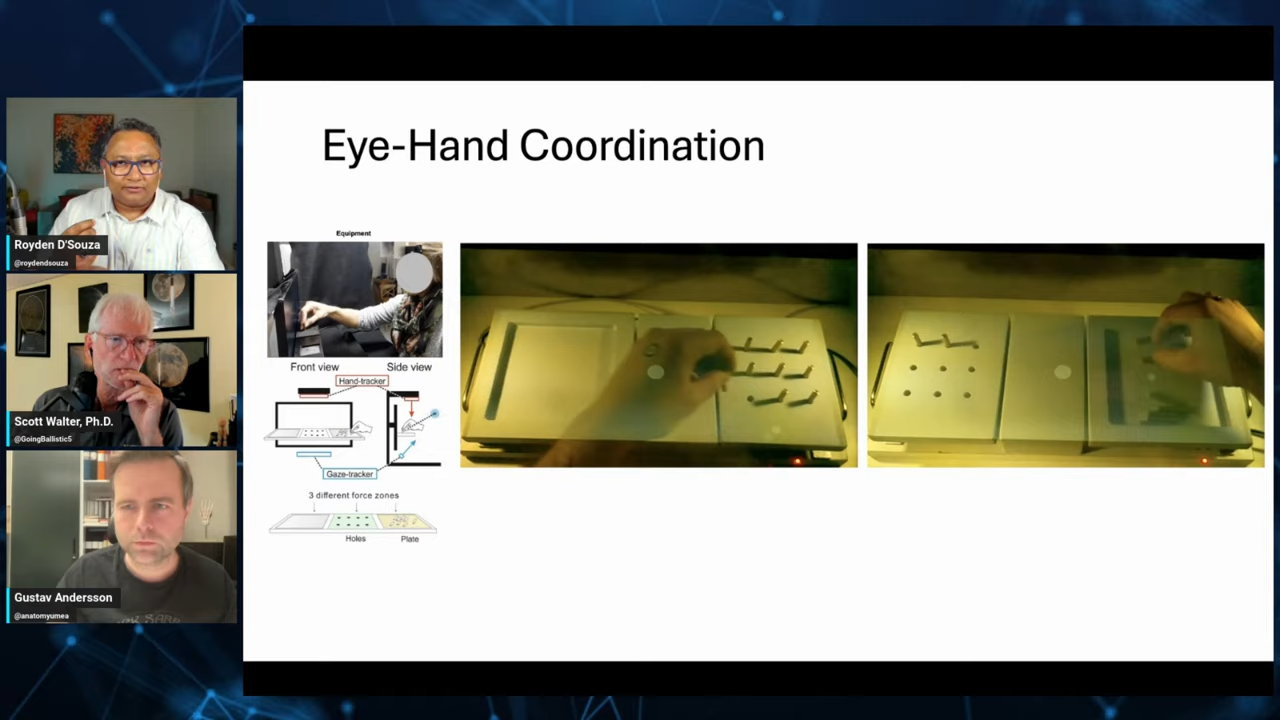 Eye-Hand Coordination
Equipment
Front view
Side view
Hand-tracker
Gaze-tracker
3 different force zones
Holes
Plate
Royden D'Souza
@roydendsouza
Scott Walter, Ph.D.
@GoingBallistic5
Gustav Andersson
@anatomyumea